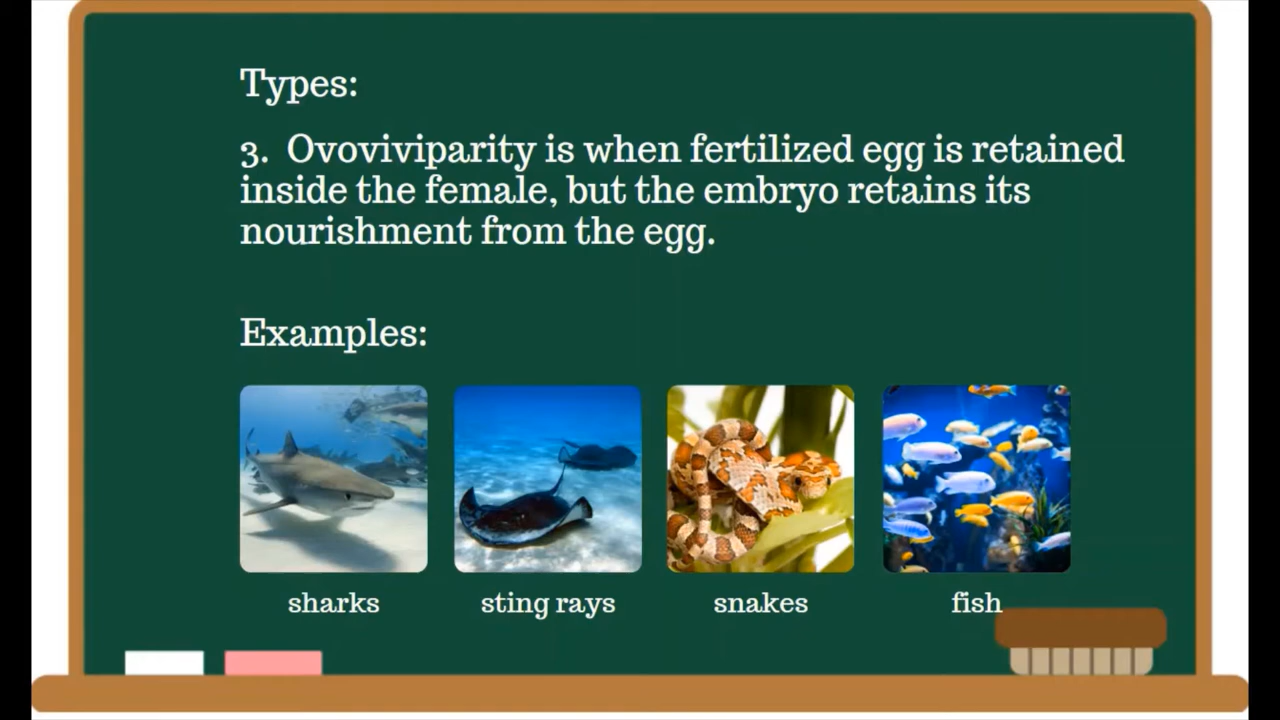 Types:
3. Ovoviviparity is when fertilized egg is retained
inside the female, but the embryo retains its
nourishment from the egg.
Examples:
sharks
sting rays
snakes
fish